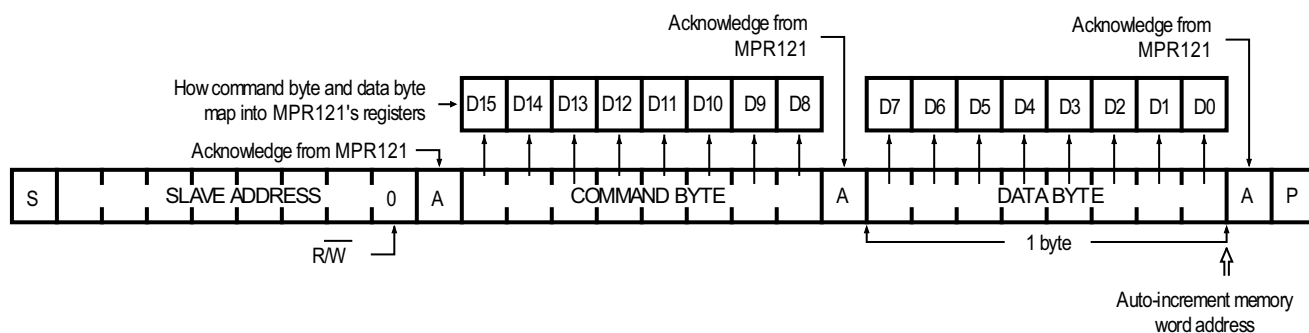 Acknowledge from
MPR121
Acknowledge from
MPR121
How command byte and data byte
map into MPR121's registers
D15 D14 D13 D12 D11 D10 D9 D8
D7 D6 D5 D4 D3 D2 D1 D0
Acknowledge from MPR121
S SLAVE ADDRESS 0 A COMMAND BYTE A DATA BYTE A P
R/W̅
1 byte
Auto-increment memory
word address